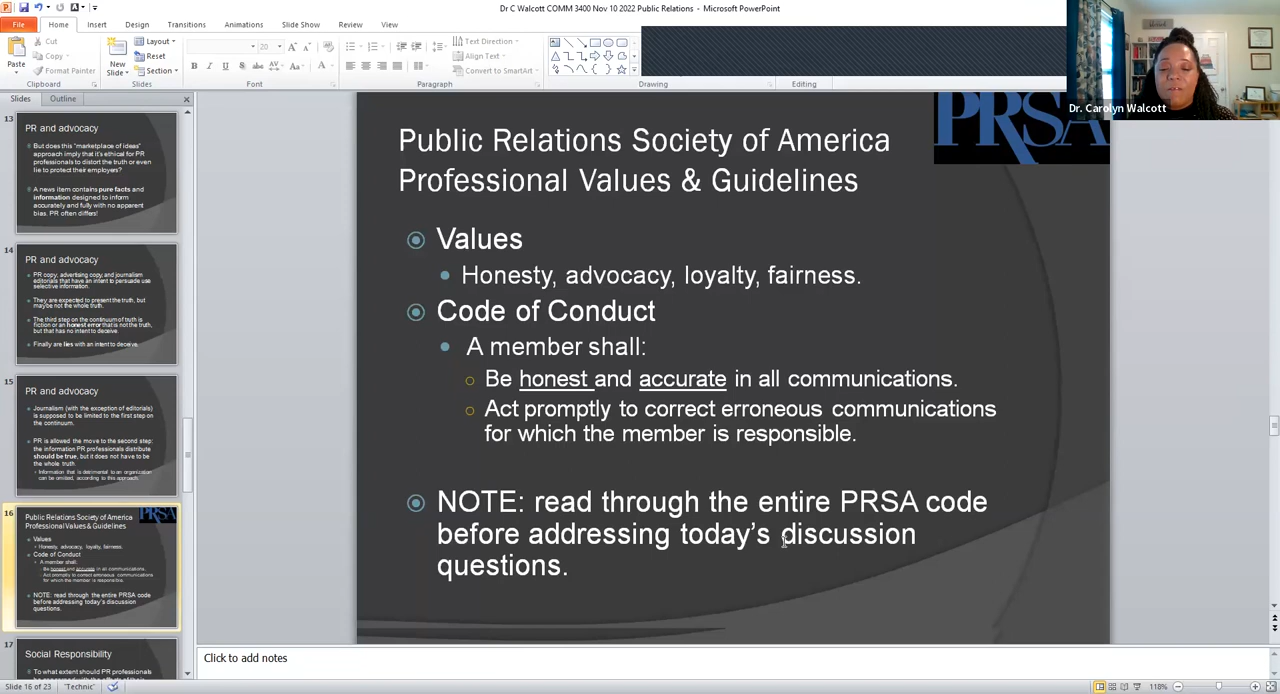 Dr C Walcott COMM 3400 Nov 10 2022 Public Relations - Microsoft PowerPoint
File Home Insert Design Transitions Animations Slide Show Review View
Paste
Cut
Copy
Format Painter
Clipboard
New
Slide
Layout
Reset
Section
Slides
20
Font
Text Direction
Align Text
Convert to SmartArt
Paragraph
Drawing
Editing
Dr. Carolyn Walcott
Slides Outline
13
PR and advocacy
But does this "marketplace of ideas"
approach imply that it's ethical for PR
professionals to distort the truth or even
lie to protect their employers?
A news item contains pure facts and
information designed to inform
accurately and fully with no apparent
bias. PR often differs!
14
PR and advocacy
PR copy, advertising copy, and journalism
editorials that have an intent to persuade use
selective information.
They are expected to present the truth, but
maybe not the whole truth.
The third step on the continuum of truth is
fiction or an honest error that is not the truth,
but that has no intent to deceive.
Finally are lies with an intent to deceive.
15
PR and advocacy
Journalism (with the exception of editorials)
is supposed to be limited to the first step on
the continuum.
PR is allowed the move to the second step:
the information PR professionals distribute
should be true, but it does not have to be
the whole truth.
Information that is detrimental to an organization
can be omitted, according to this approach.
16
Public Relations Society of America
Professional Values & Guidelines
PRSA
Values
Honesty, advocacy, loyalty, fairness.
Code of Conduct
A member shall:
Be honest and accurate in all communications.
Act promptly to correct erroneous communications
for which the member is responsible.
NOTE: read through the entire PRSA code
before addressing today's discussion
questions.
17
Social Responsibility
To what extent should PR professionals
PRSA
Public Relations Society of America
Professional Values & Guidelines
Values
Honesty, advocacy, loyalty, fairness.
Code of Conduct
A member shall:
Be honest and accurate in all communications.
Act promptly to correct erroneous communications
for which the member is responsible.
NOTE: read through the entire PRSA code
before addressing today's discussion
questions.
Click to add notes
Slide 16 of 23 "Technic" 118%